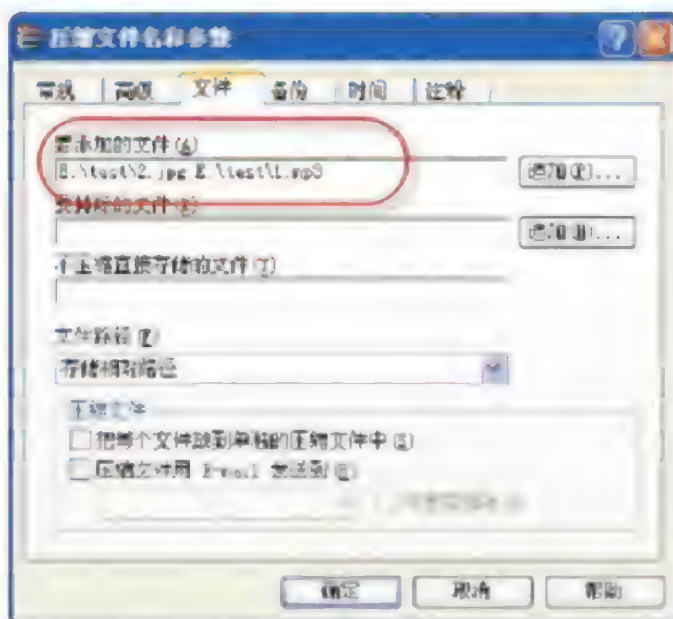 压缩文件名和参数
常规 高级 文件 备份 时间 注释
要添加的文件(A)
E:\test\2.jpg E:\test\1.mp3
追加(P)...
要排除的文件(X)
追加(N)...
不压缩直接存储的文件(T)
文件路径(F)
存储相对路径
压缩文件
把每个文件放到单独的压缩文件中(S)
压缩文件用 E-mail 发送到(E)
确定 取消 帮助